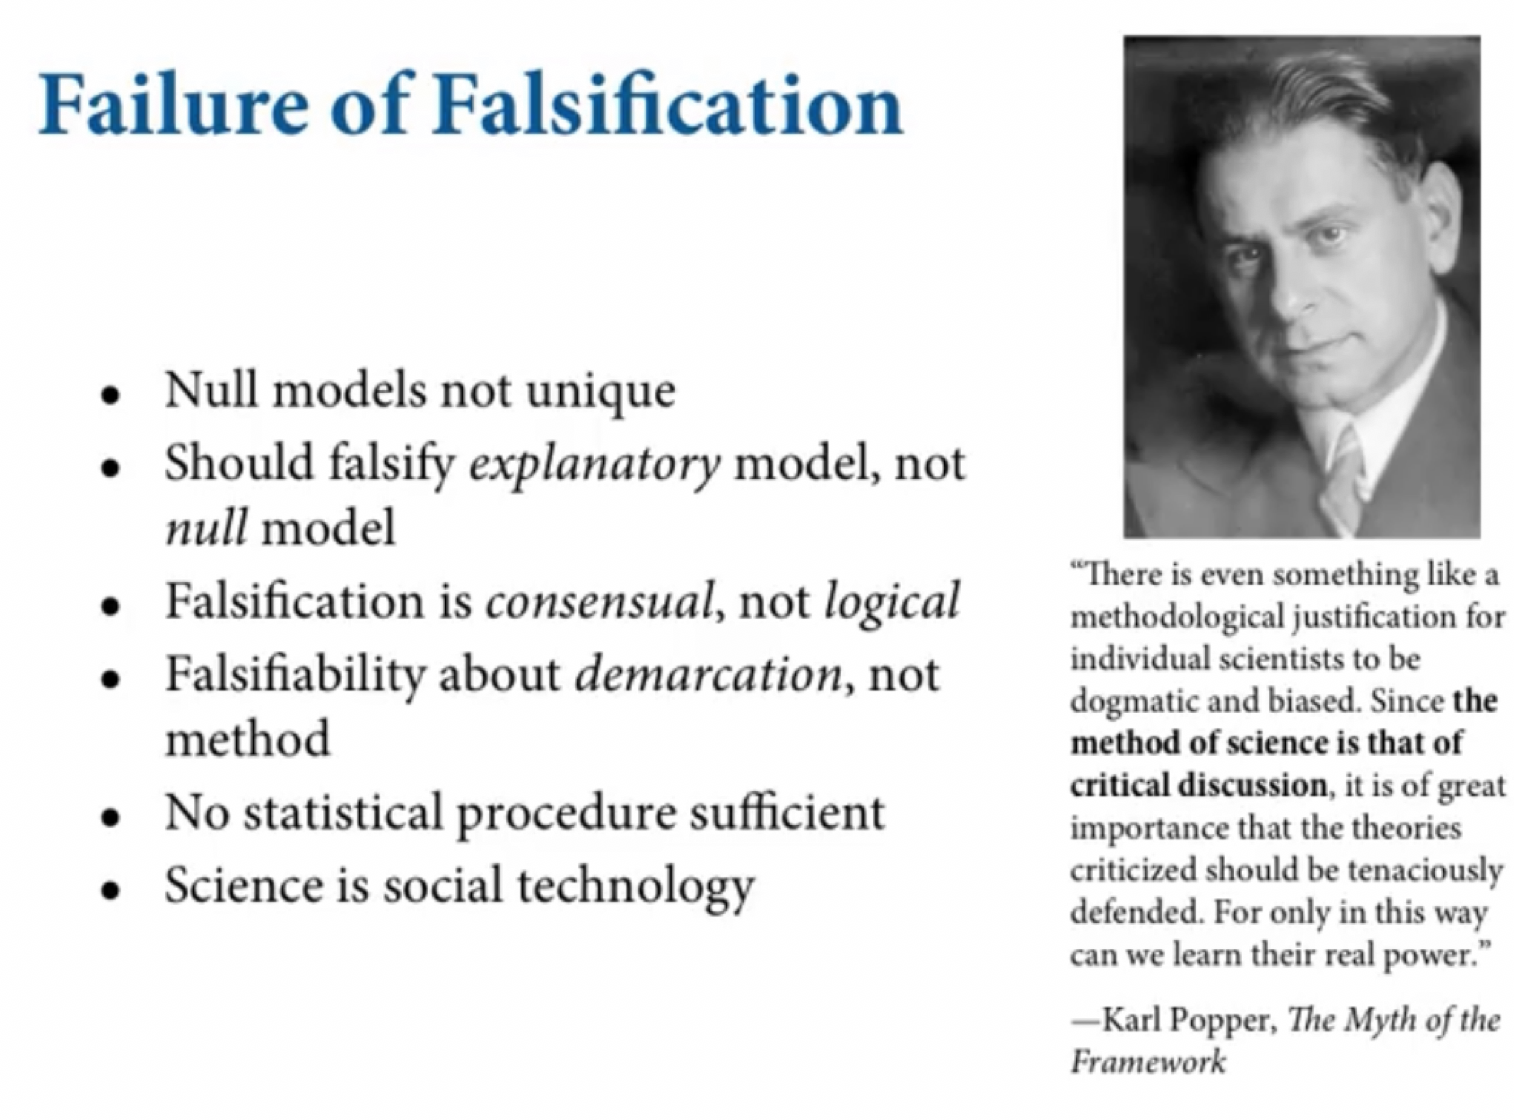 Failure of Falsification
• Null models not unique
• Should falsify explanatory model, not
null model
• Falsification is consensual, not logical
• Falsifiability about demarcation, not
method
• No statistical procedure sufficient
• Science is social technology
“There is even something like a
methodological justification for
individual scientists to be
dogmatic and biased. Since the
method of science is that of
critical discussion, it is of great
importance that the theories
criticized should be tenaciously
defended. For only in this way
can we learn their real power.”
—Karl Popper, The Myth of the
Framework